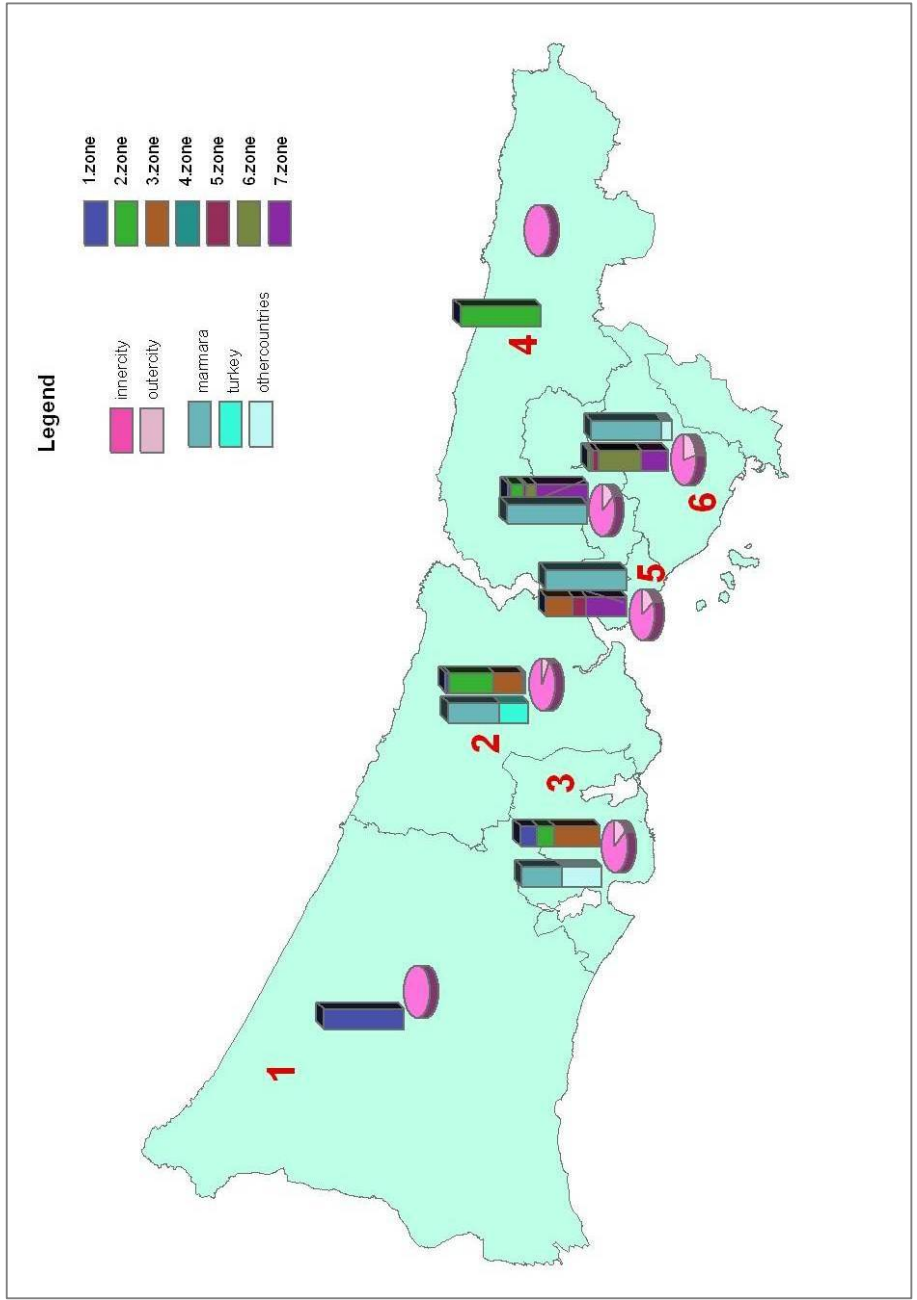 Legend
innercity
outercity
marmara
turkey
othercountries
1.zone
2.zone
3.zone
4.zone
5.zone
6.zone
7.zone
1
2
3
4
5
6